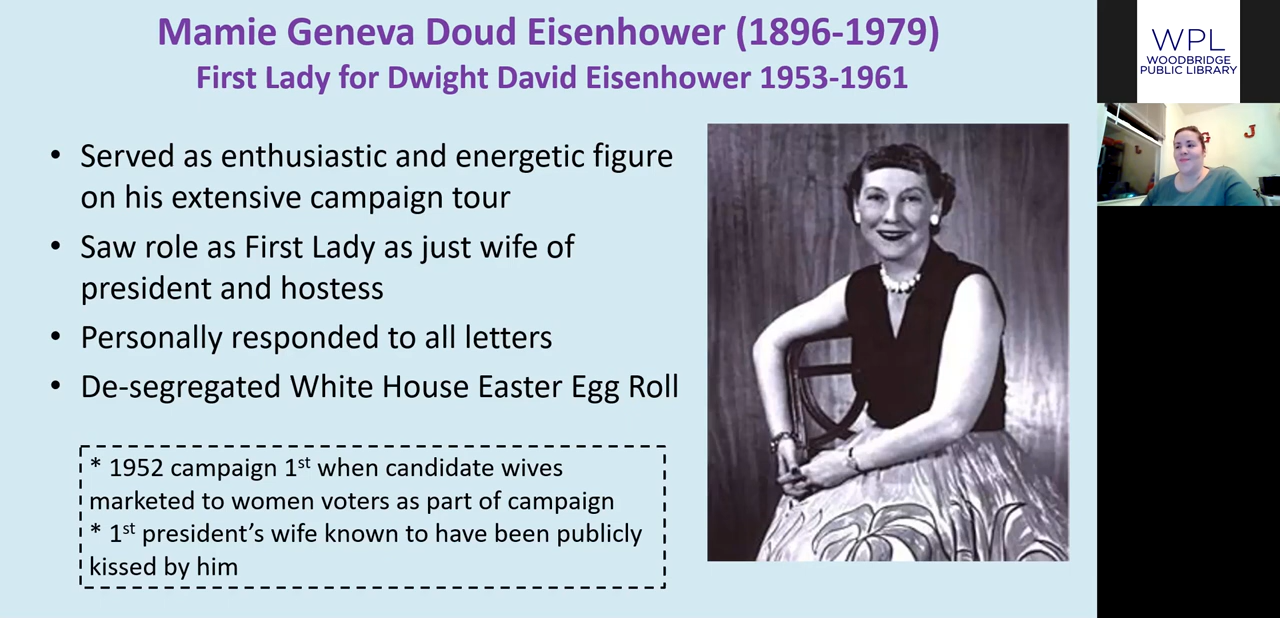 Mamie Geneva Doud Eisenhower (1896-1979)
First Lady for Dwight David Eisenhower 1953-1961
• Served as enthusiastic and energetic figure
on his extensive campaign tour
• Saw role as First Lady as just wife of
president and hostess
• Personally responded to all letters
• De-segregated White House Easter Egg Roll
* 1952 campaign 1st when candidate wives
marketed to women voters as part of campaign
* 1st president’s wife known to have been publicly
kissed by him
WPL
WOODBRIDGE
PUBLIC LIBRARY
G J